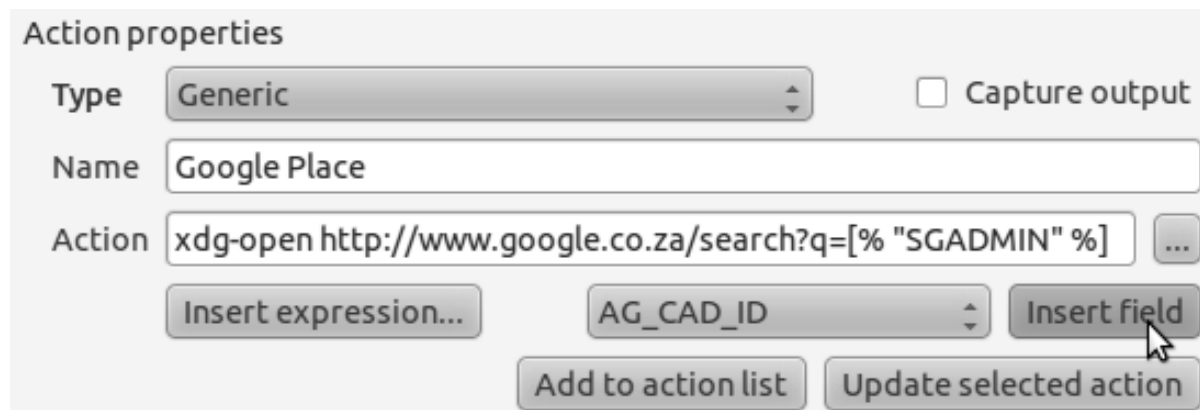 Action properties
Type Generic Capture output
Name Google Place
Action xdg-open http://www.google.co.za/search?q=[% "SGADMIN" %] ...
Insert expression... AG_CAD_ID Insert field
Add to action list Update selected action